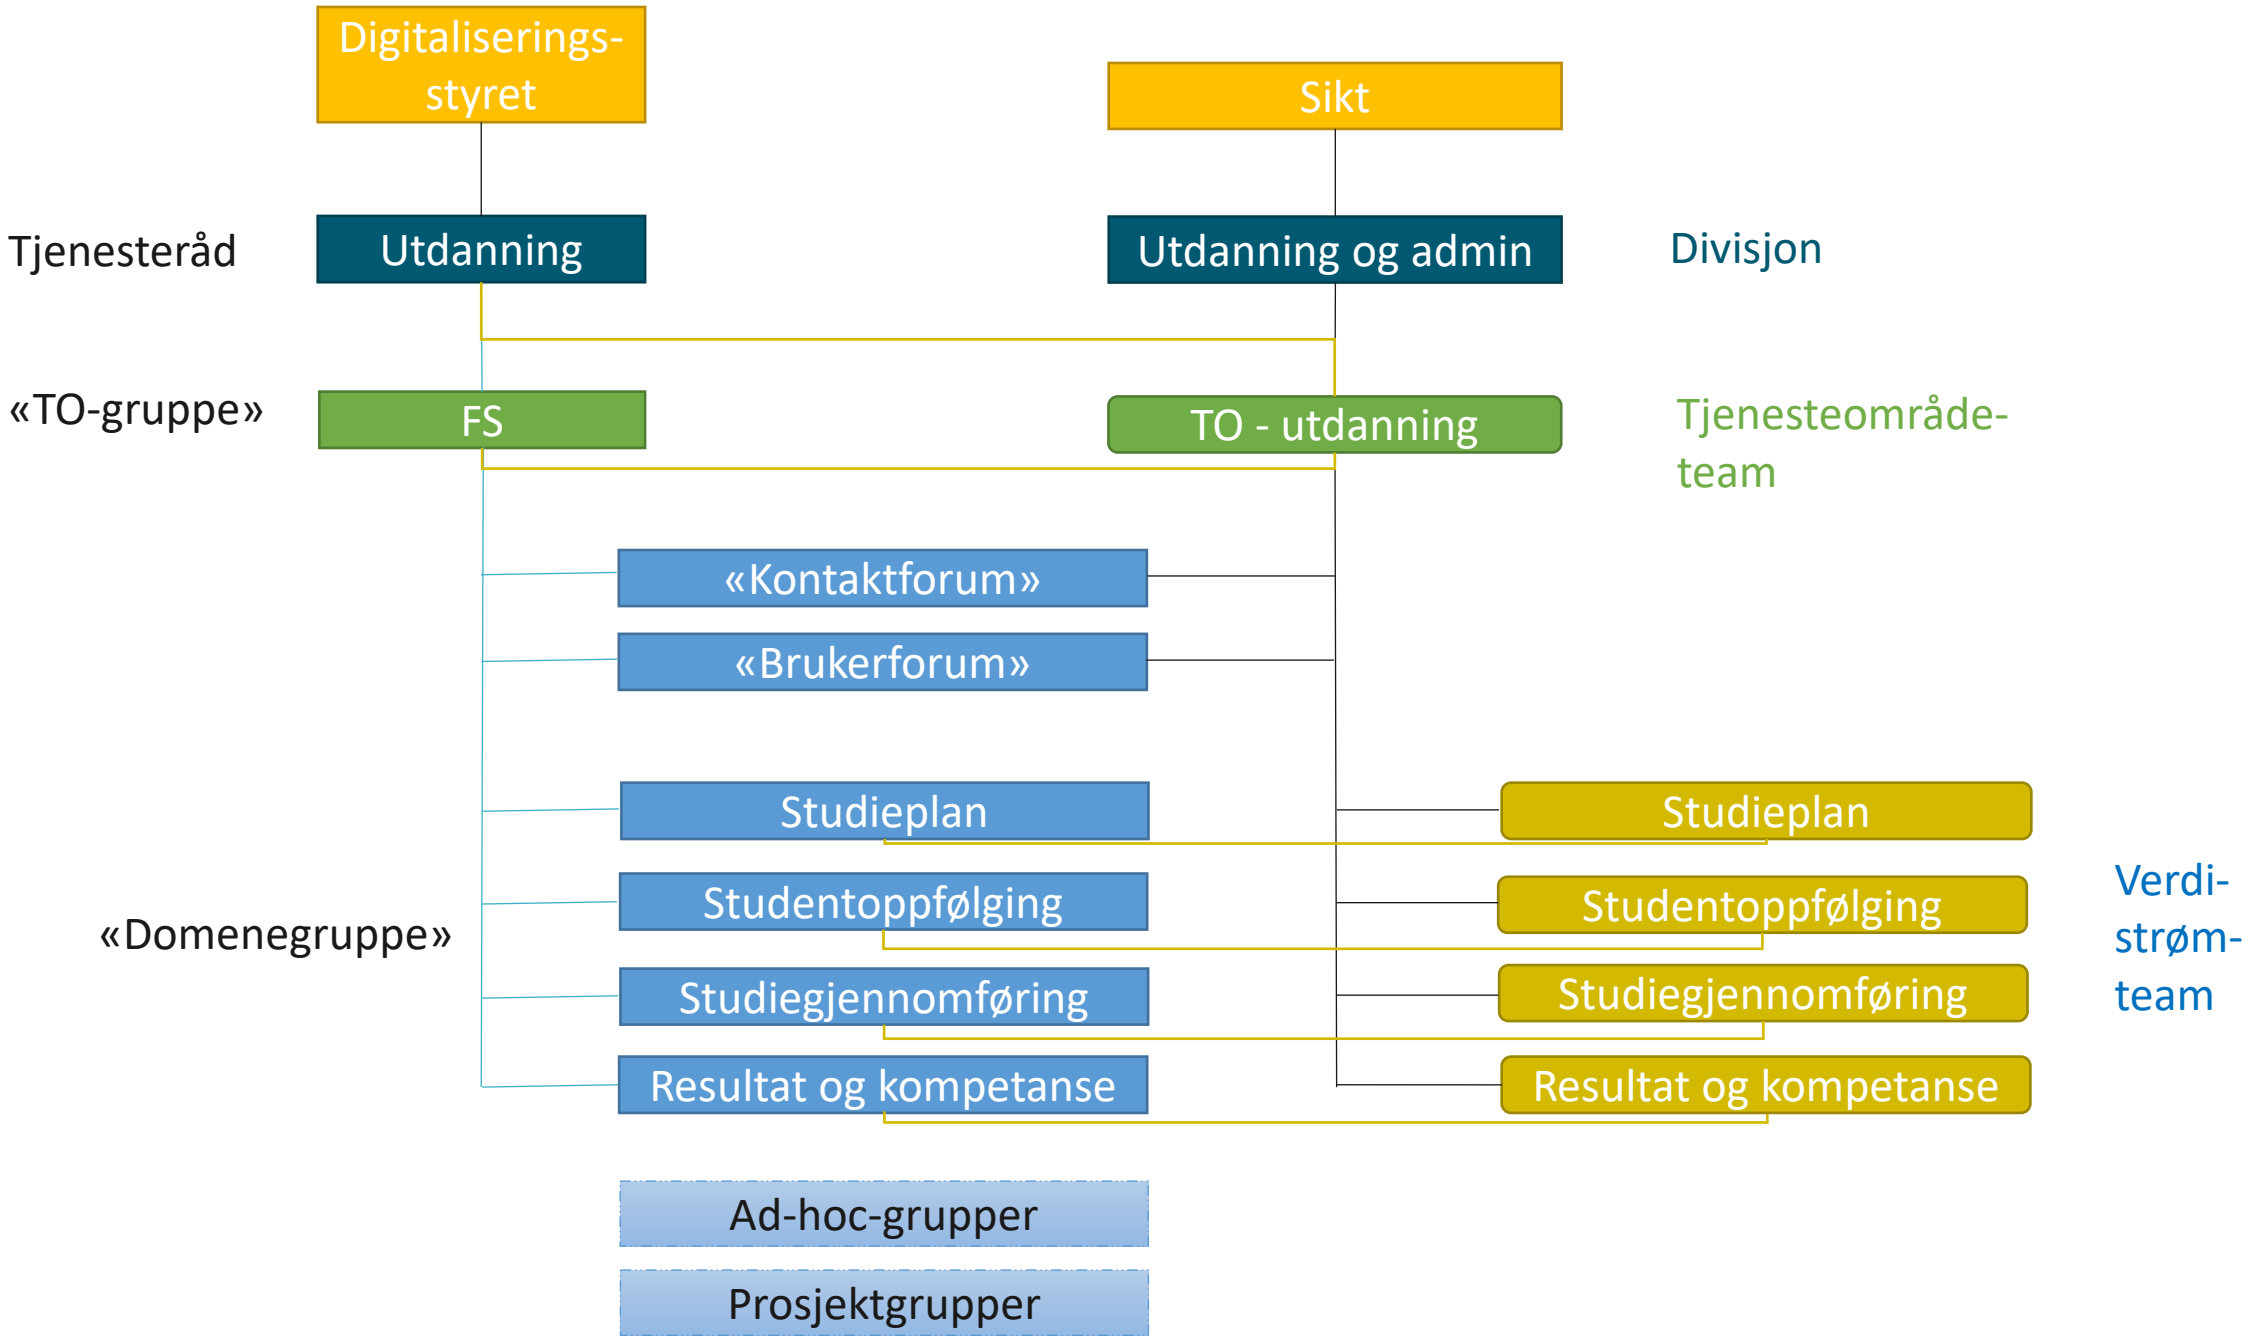 Digitaliserings-
styret
Sikt
Tjenesteråd
Utdanning
Utdanning og admin
Divisjon
«TO-gruppe»
FS
TO - utdanning
Tjenesteområde-
team
«Kontaktforum»
«Brukerforum»
Studieplan
Studieplan
«Domenegruppe»
Studentoppfølging
Studentoppfølging
Verdi-
strøm-
team
Studiegjennomføring
Studiegjennomføring
Resultat og kompetanse
Resultat og kompetanse
Ad-hoc-grupper
Prosjektgrupper